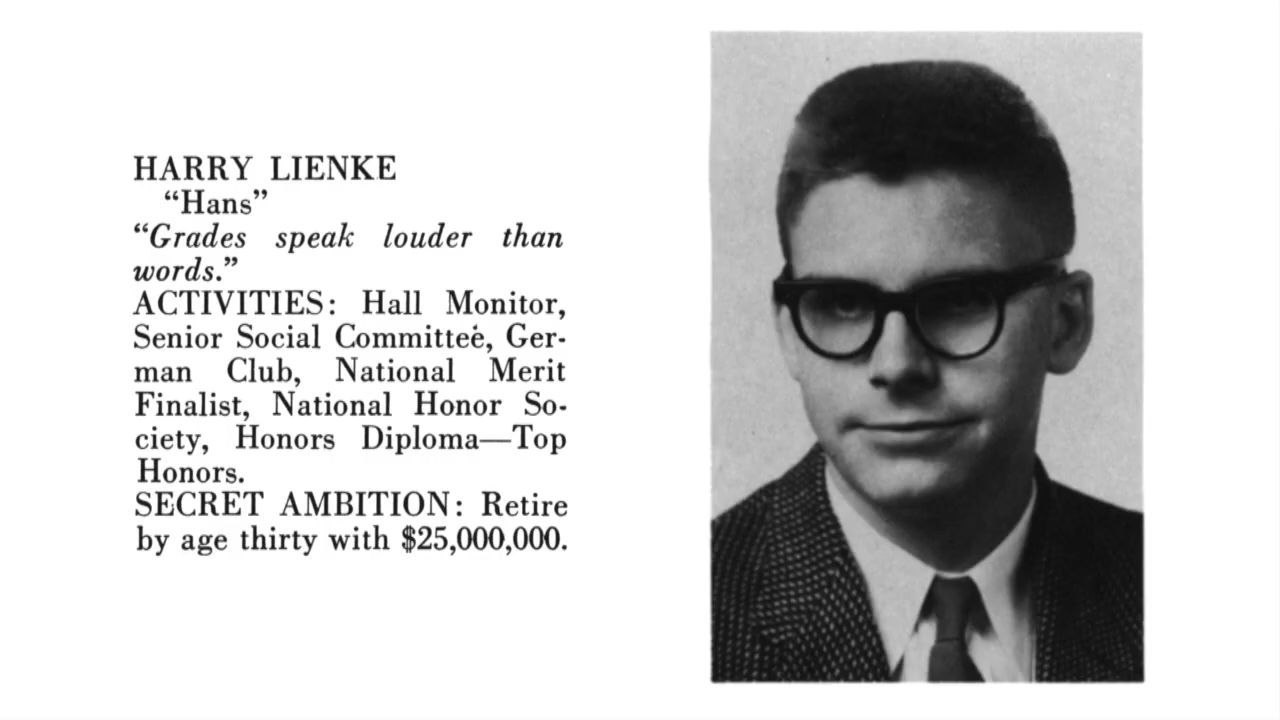 HARRY LIENKE
“Hans”
“Grades speak louder than
words.”
ACTIVITIES: Hall Monitor,
Senior Social Committee, Ger-
man Club, National Merit
Finalist, National Honor So-
ciety, Honors Diploma—Top
Honors.
SECRET AMBITION: Retire
by age thirty with $25,000,000.